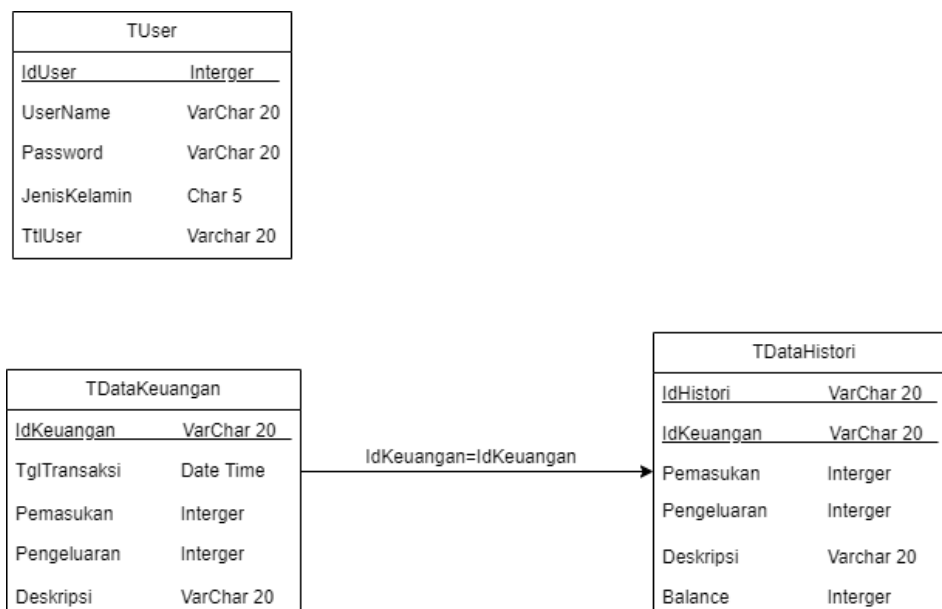 TUser
IdUser Interger
UserName VarChar 20
Password VarChar 20
JenisKelamin Char 5
TtlUser Varchar 20
TDataKeuangan
IdKeuangan VarChar 20
TglTransaksi Date Time
Pemasukan Interger
Pengeluaran Interger
Deskripsi VarChar 20
IdKeuangan=IdKeuangan
TDataHistori
IdHistori VarChar 20
IdKeuangan VarChar 20
Pemasukan Interger
Pengeluaran Interger
Deskripsi Varchar 20
Balance Interger